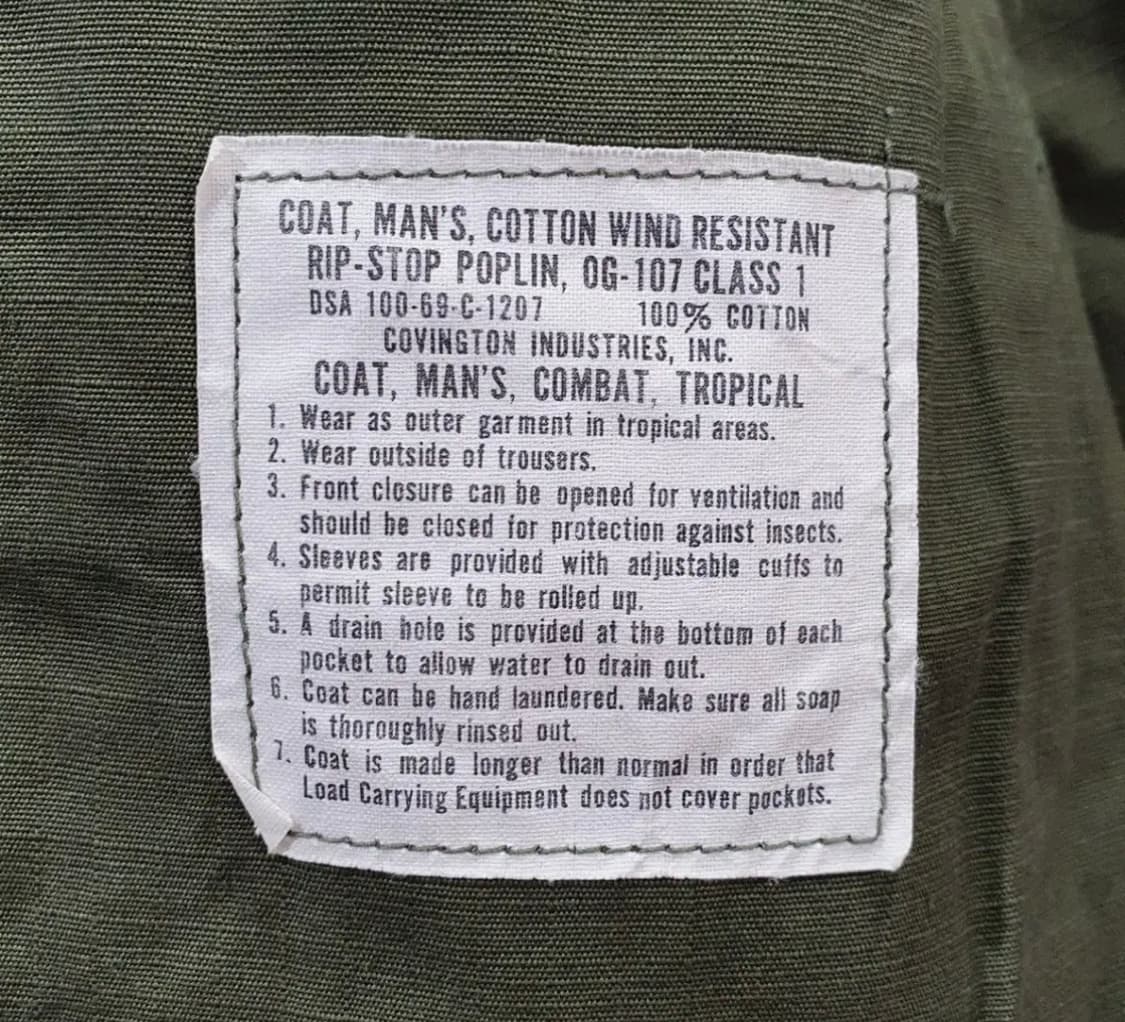 COAT, MAN'S, COTTON WIND RESISTANT
RIP-STOP POPLIN, OG-107 CLASS 1
DSA 100-69-C-1207 100% COTTON
COVINGTON INDUSTRIES, INC.
COAT, MAN'S, COMBAT, TROPICAL
1. Wear as outer garment in tropical areas.
2. Wear outside of trousers.
3. Front closure can be opened for ventilation and
should be closed for protection against insects.
4. Sleeves are provided with adjustable cuffs to
permit sleeve to be rolled up.
5. A drain hole is provided at the bottom of each
pocket to allow water to drain out.
6. Coat can be hand laundered. Make sure all soap
is thoroughly rinsed out.
7. Coat is made longer than normal in order that
Load Carrying Equipment does not cover pockets.